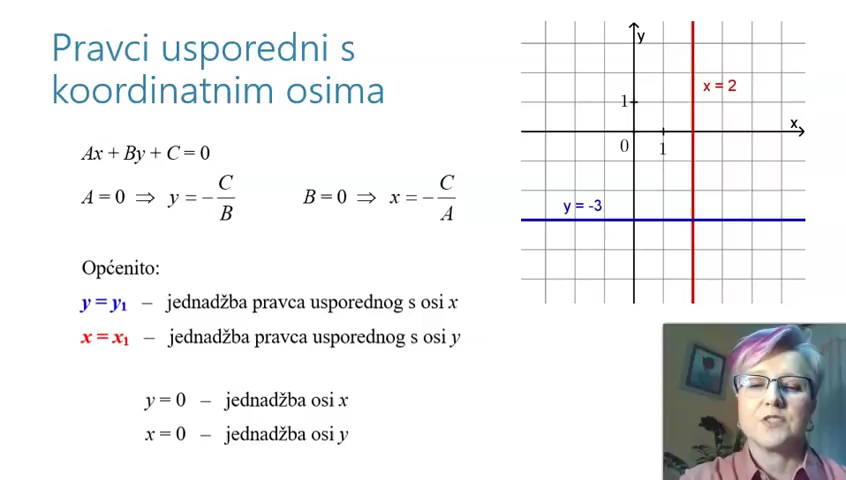 Pravci usporedni s
koordinatnim osima
Ax + By + C = 0
A = 0 ⇒ y = −C/B
B = 0 ⇒ x = −C/A
Općenito:
y = y₁ – jednadžba pravca usporednog s osi x
x = x₁ – jednadžba pravca usporednog s osi y
y = 0 – jednadžba osi x
x = 0 – jednadžba osi y
y
x = 2
1
x
0
1
y = -3